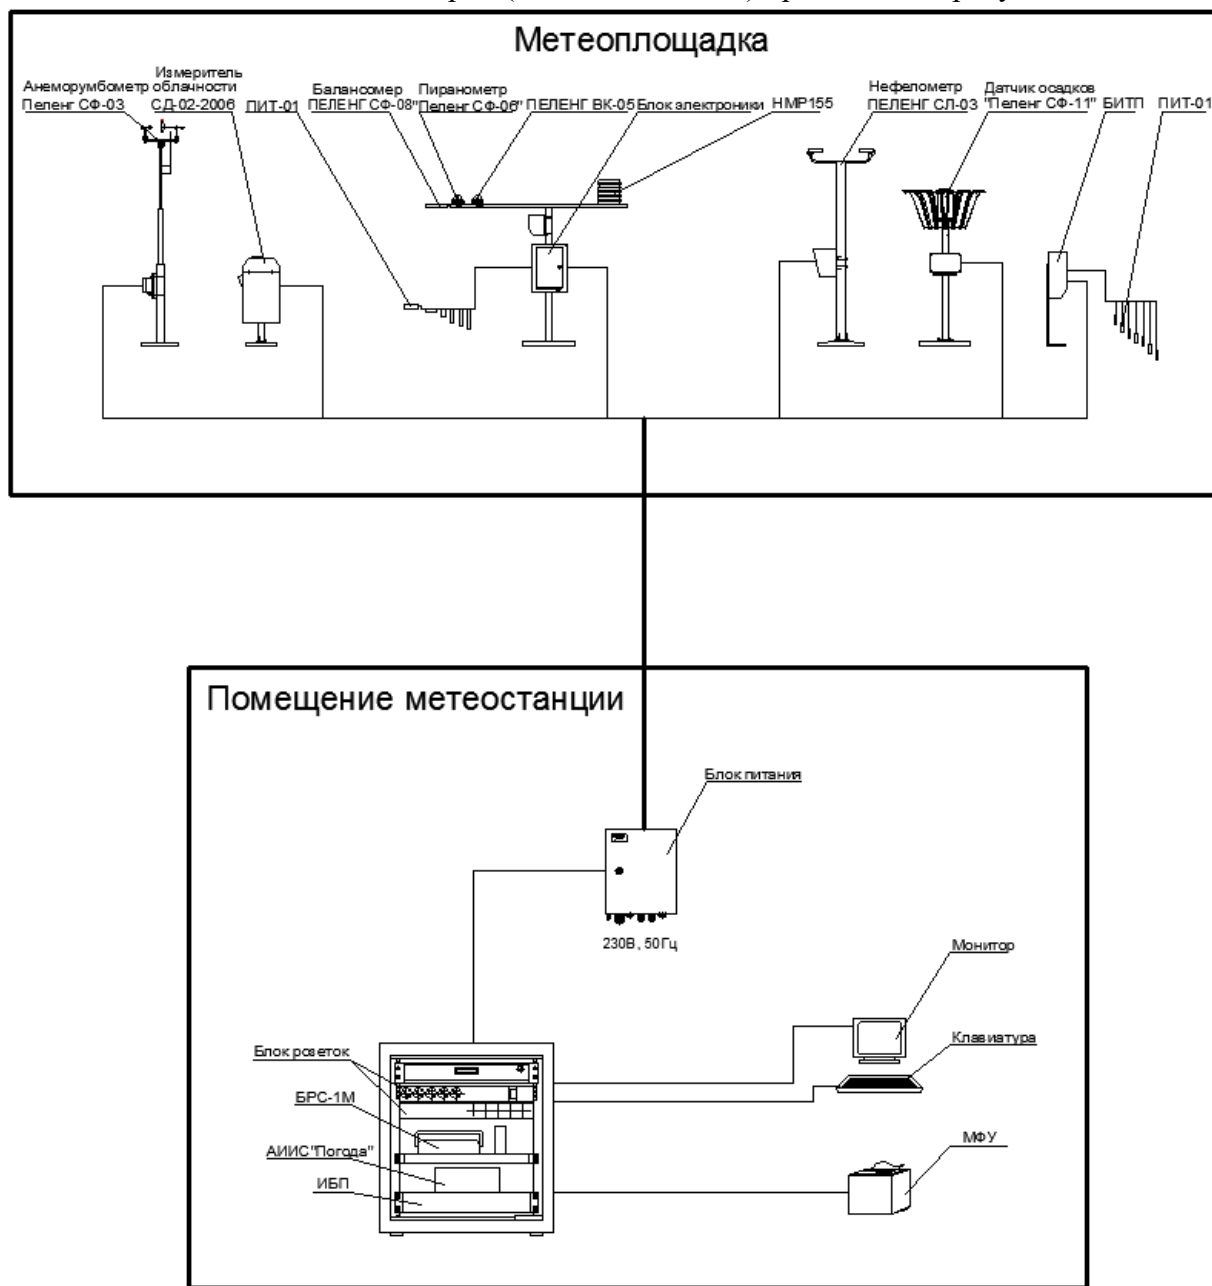 Метеоплощадка
Анеморумбометр
Пеленг СФ-03
Измеритель
облачности
СД-02-2006
ПИТ-01
Балансомер
ПЕЛЕНГ СФ-08"
Пиранометр
Пеленг СФ-06"
ПЕЛЕНГ ВК-05
Блок электроники
НМР155
Нефелометр
ПЕЛЕНГ СЛ-03
Датчик осадков
"Пеленг СФ-11"
БИТП
ПИТ-01
Помещение метеостанции
Блок питания
230В, 50Гц
Монитор
Клавиатура
Блок розеток
БРС-1М
АИИС"Погода"
ИБП
МФУ